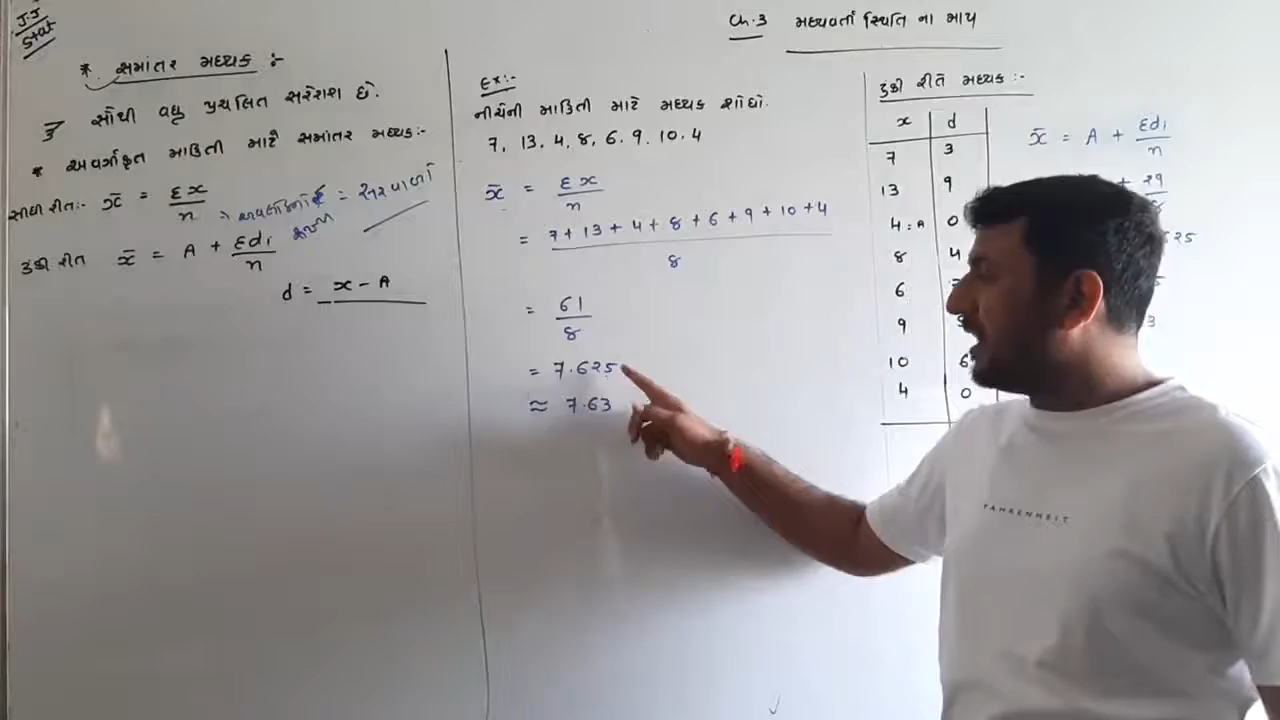 J.J
Stat
Ch.3 મધ્યવર્તી સ્થિતિ ના માપ
* સમાંતર મધ્યક :-
સૌથી વધુ પ્રચલિત સરેરાશ છે.
* અવર્ગીકૃત માહિતી માટે સમાંતર મધ્યક:-
સીધી રીત:- x̄ = Σx / n
= સરવાળો
ટુંકી રીત x̄ = A + Σdi / n
d = x - A
Ex:-
નીચેની માહિતી માટે મધ્યક શોધો.
7, 13, 4, 8, 6, 9, 10, 4
x̄ = Σx / n
= 7+13+4+8+6+9+10+4 / 8
= 61 / 8
= 7.625
≈ 7.63
ટુંકી રીતે મધ્યક :-
x d
7 3
13 9
4 = A 0
8 4
6
9
10 6
4 0
x̄ = A + Σdi / n
+ 29
FAHRENHEIT